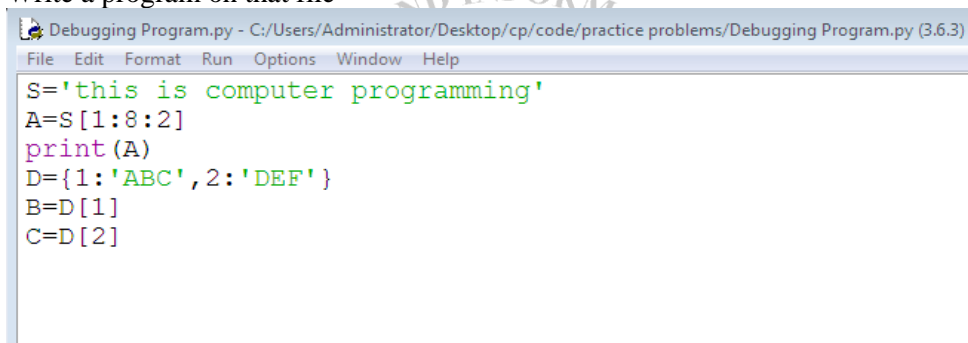 Write a program on that file
Debugging Program.py - C:/Users/Administrator/Desktop/cp/code/practice problems/Debugging Program.py (3.6.3)
File Edit Format Run Options Window Help
S='this is computer programming'
A=S[1:8:2]
print(A)
D={1:'ABC',2:'DEF'}
B=D[1]
C=D[2]